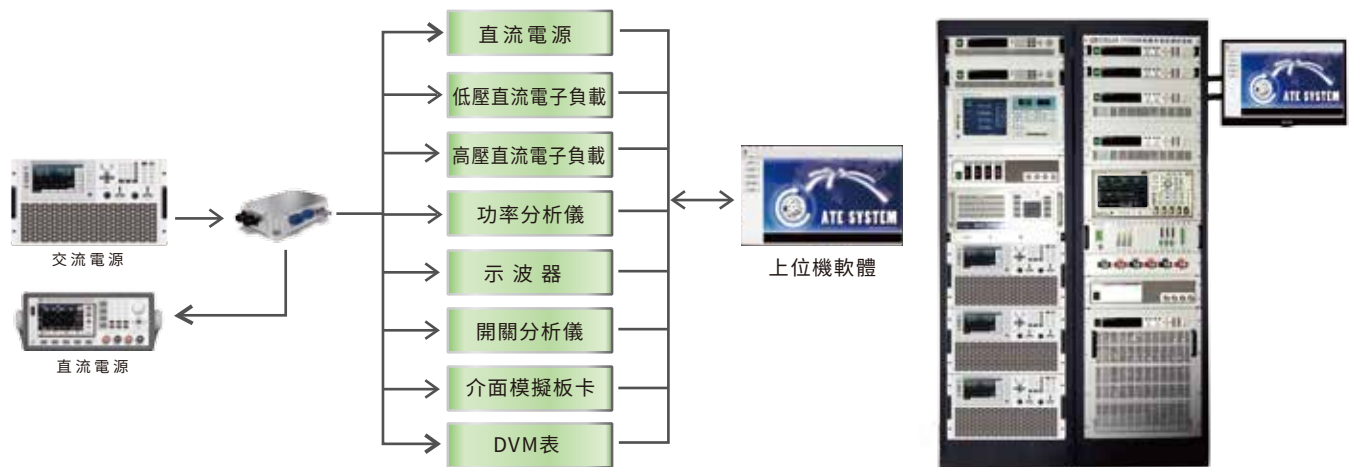 交流電源
直流電源
直流電源
低壓直流電子負載
高壓直流電子負載
功率分析儀
示波器
開關分析儀
介面模擬板卡
DVM表
ATE SYSTEM
上位機軟體
ATE SYSTEM